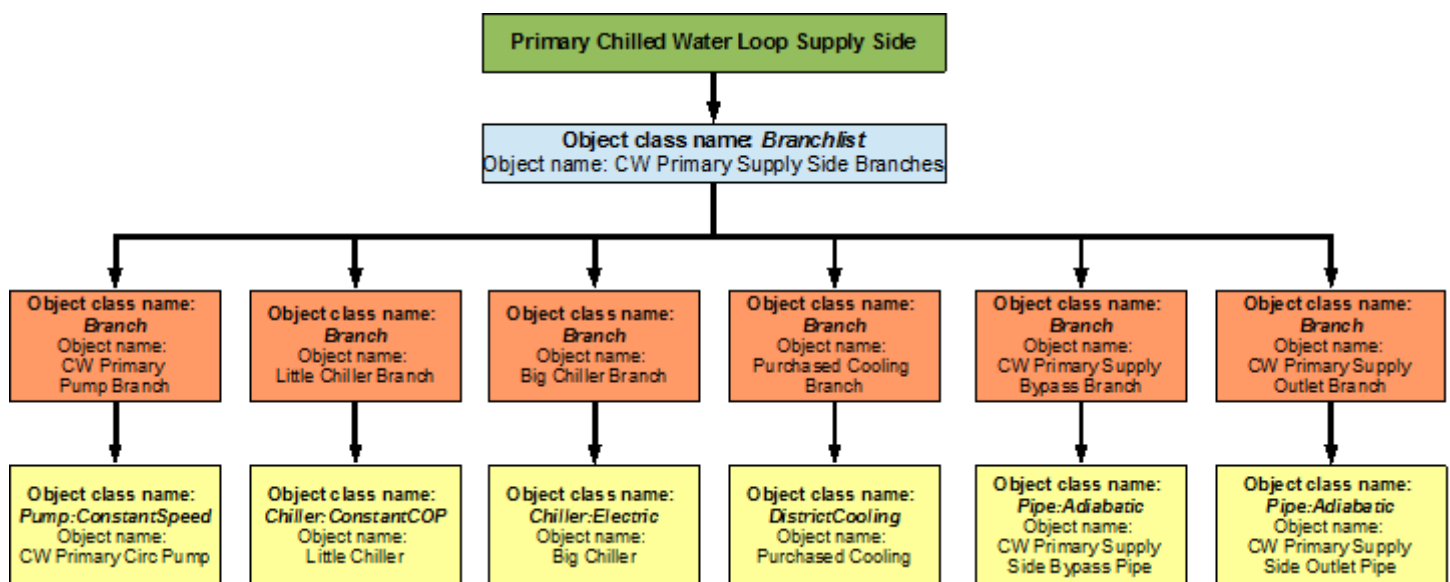 Primary Chilled Water Loop Supply Side
Object class name: Branchlist
Object name: CW Primary Supply Side Branches
Object class name:
Branch
Object name:
CW Primary
Pump Branch
Object class name:
Branch
Object name:
Little Chiller Branch
Object class name:
Branch
Object name:
Big Chiller Branch
Object class name:
Branch
Object name:
Purchased Cooling
Branch
Object class name:
Branch
Object name:
CW Primary Supply
Bypass Branch
Object class name:
Branch
Object name:
CW Primary Supply
Outlet Branch
Object class name:
Pump:ConstantSpeed
Object name:
CW Primary Circ Pump
Object class name:
Chiller:ConstantCOP
Object name:
Little Chiller
Object class name:
Chiller:Electric
Object name:
Big Chiller
Object class name:
DistrictCooling
Object name:
Purchased Cooling
Object class name:
Pipe:Adiabatic
Object name:
CW Primary Supply
Side Bypass Pipe
Object class name:
Pipe:Adiabatic
Object name:
CW Primary Supply
Side Outlet Pipe